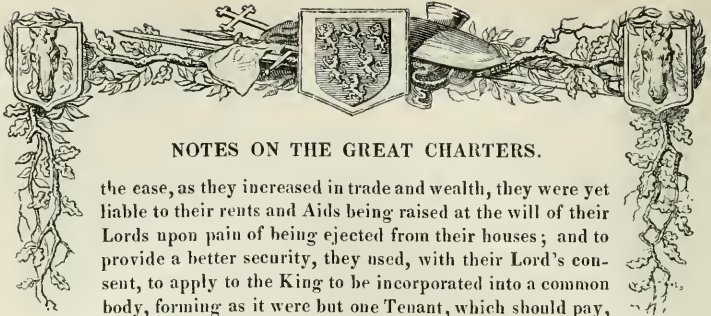 NOTES ON THE GREAT CHARTERS.
the ease, as they increased in trade and wealth, they were yet
liable to their rents and Aids being raised at the will of their
Lords upon pain of being ejected from their houses; and to
provide a better security, they used, with their Lord's con-
sent, to apply to the King to be incorporated into a common
body, forming as it were but one Tenant, which should pay,